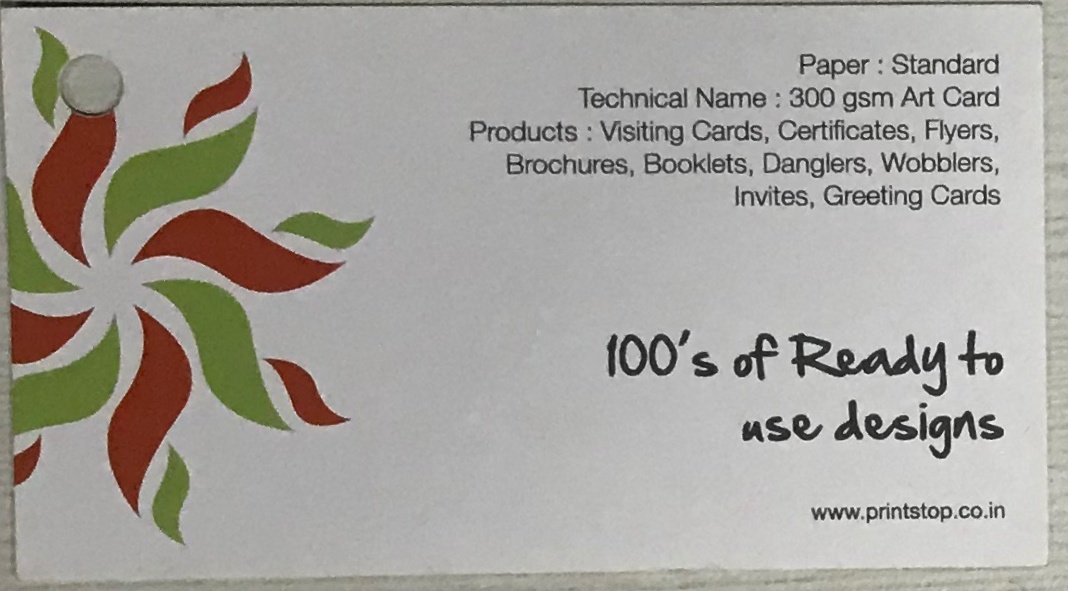 Paper : Standard
Technical Name : 300 gsm Art Card
Products : Visiting Cards, Certificates, Flyers,
Brochures, Booklets, Danglers, Wobblers,
Invites, Greeting Cards
100's of Ready to
use designs
www.printstop.co.in